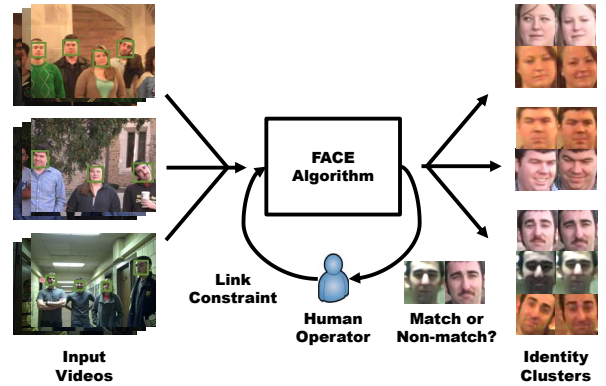 FACE
Algorithm
Link
Constraint
Human
Operator
Match or
Non-match?
Input
Videos
Identity
Clusters